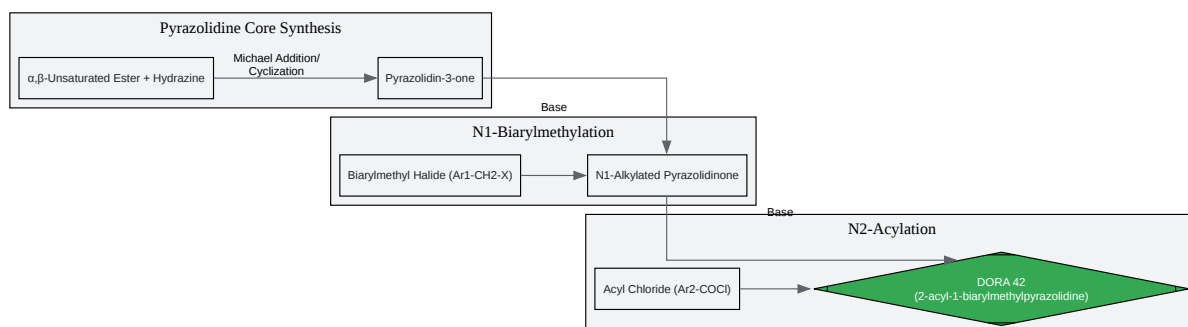 Pyrazolidine Core Synthesis
α,β-Unsaturated Ester + Hydrazine
Michael Addition/
Cyclization
Pyrazolidin-3-one
Base
N1-Biarylmethylation
Biarylmethyl Halide (Ar1-CH2-X)
N1-Alkylated Pyrazolidinone
Base
N2-Acylation
Acyl Chloride (Ar2-COCl)
DORA 42
(2-acyl-1-biarylmethylpyrazolidine)